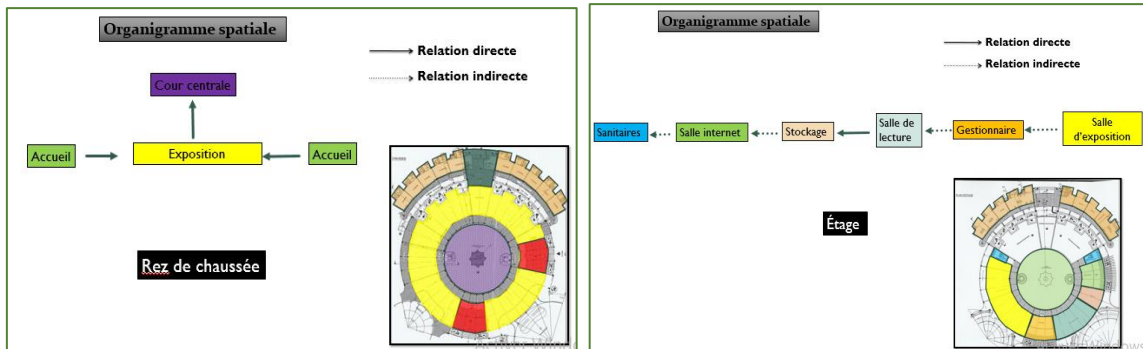 Organigramme spatiale
Relation directe
Relation indirecte
Cour centrale
Accueil
Exposition
Accueil
Rez de chaussée
Organigramme spatiale
Relation directe
Relation indirecte
Sanitaires
Salle internet
Stockage
Salle de
lecture
Gestionnaire
Salle
d'exposition
Étage